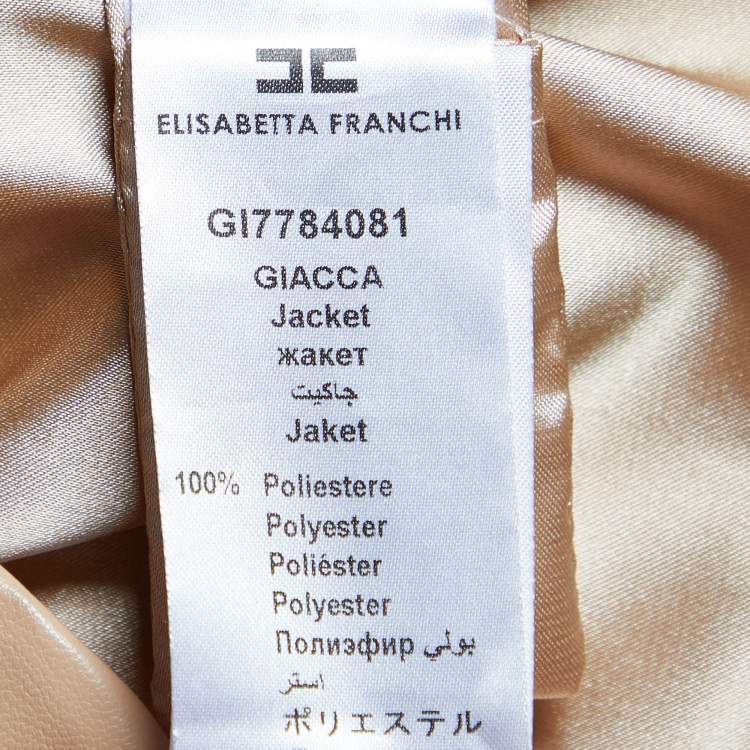 ELISABETTA FRANCHI
GI7784081
GIACCA
Jacket
жакет
جاكيت
Jaket
100% Poliestere
Polyester
Poliéster
Polyester
Полиэфир بولي
استر
ポリエステル